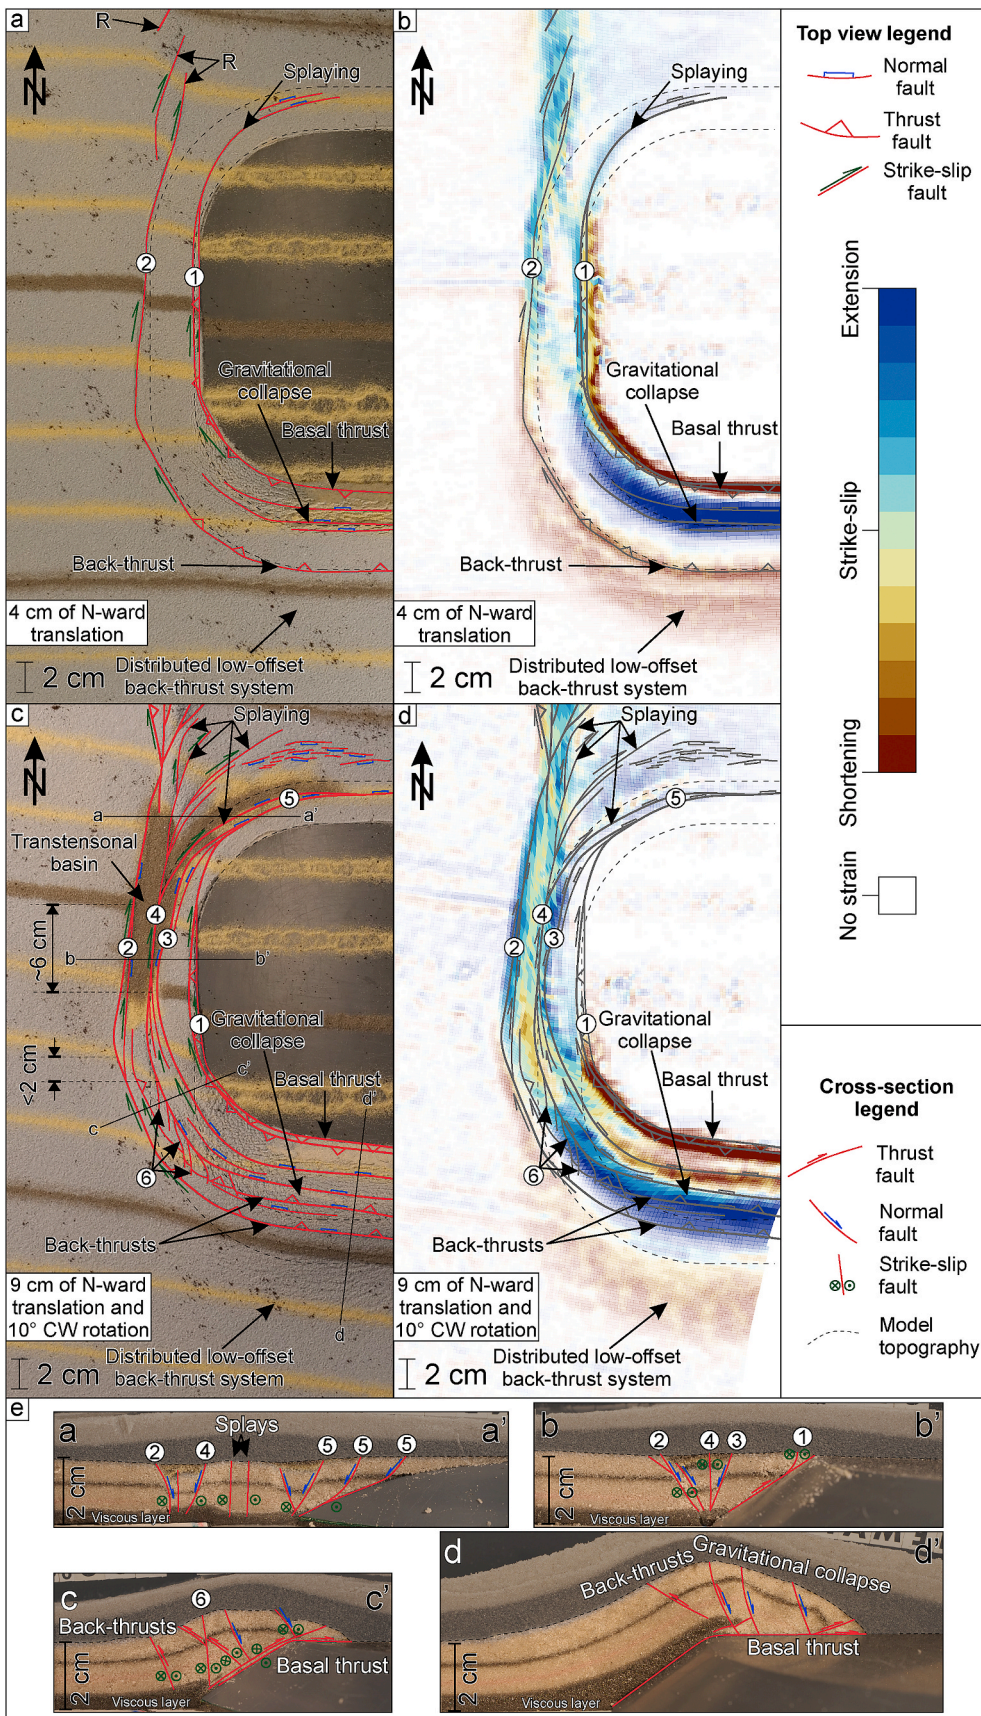 a
R
R
N
Splaying
2
1
Gravitational
collapse
Basal thrust
Back-thrust
4 cm of N-ward
translation
2 cm
Distributed low-offset
back-thrust system
b
N
Splaying
2
1
Gravitational
collapse
Basal thrust
Back-thrust
4 cm of N-ward
translation
2 cm
Distributed low-offset
back-thrust system
Top view legend
Normal
fault
Thrust
fault
Strike-slip
fault
Extension
Strike-slip
Shortening
No strain
c
N
Splaying
5
a
a'
Transtensonal
basin
4
3
2
b
b'
~6 cm
1
Gravitational
collapse
<2 cm
c'
Basal thrust
d'
c
6
Back-thrusts
9 cm of N-ward
translation and
10° CW rotation
d
2 cm
Distributed low-offset
back-thrust system
d
N
Splaying
5
4
3
2
1
Gravitational
collapse
Basal thrust
6
Back-thrusts
9 cm of N-ward
translation and
10° CW rotation
2 cm
Distributed low-offset
back-thrust system
Cross-section
legend
Thrust
fault
Normal
fault
Strike-slip
fault
Model
topography
e
a
Splays
a'
2
4
5
5
5
2 cm
Viscous layer
b
b'
2
4
3
1
2 cm
Viscous layer
c
c'
6
Back-thrusts
Basal thrust
2 cm
Viscous layer
d
d'
Back-thrusts
Gravitational collapse
Basal thrust
2 cm
Viscous layer